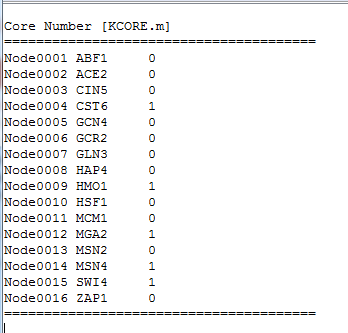 Core Number [KCORE.m]
=======================================
Node0001 ABF1 0
Node0002 ACE2 0
Node0003 CIN5 0
Node0004 CST6 1
Node0005 GCN4 0
Node0006 GCR2 0
Node0007 GLN3 0
Node0008 HAP4 0
Node0009 HMO1 1
Node0010 HSF1 0
Node0011 MCM1 0
Node0012 MGA2 1
Node0013 MSN2 0
Node0014 MSN4 1
Node0015 SWI4 1
Node0016 ZAP1 0
=======================================